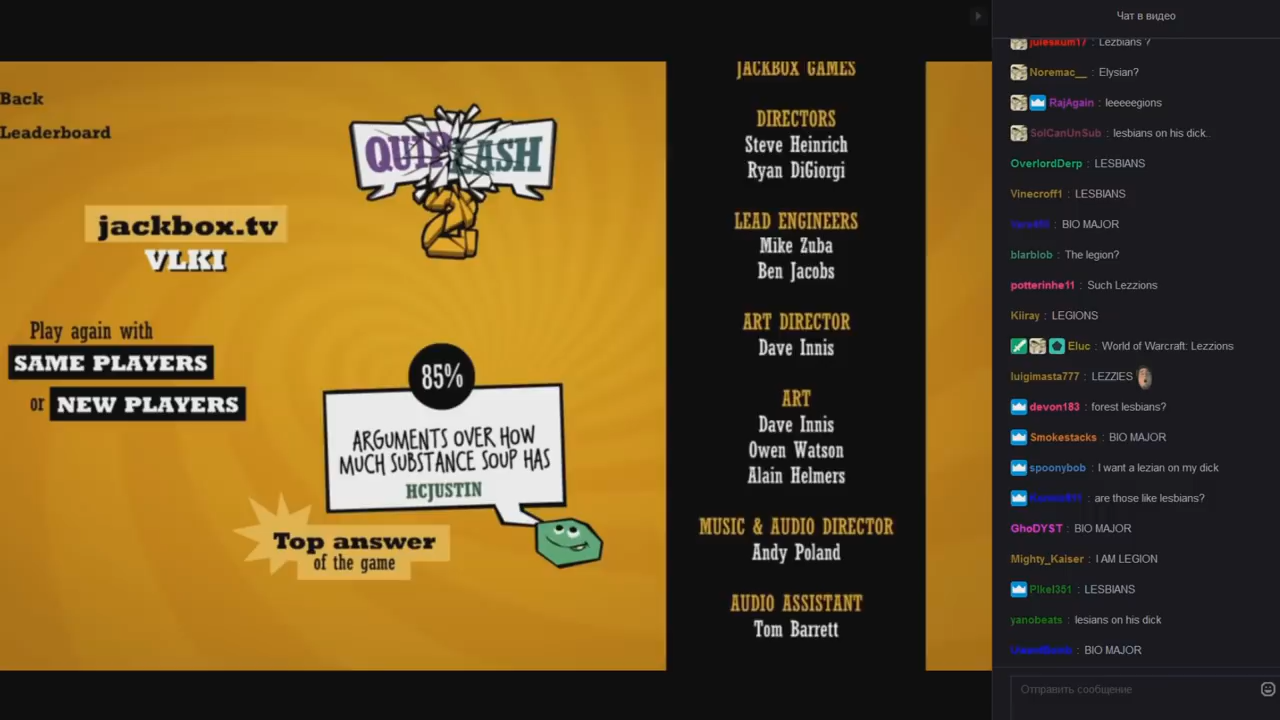 Back
Leaderboard
QUIPLASH
2
jackbox.tv
VLKI
Play again with
SAME PLAYERS
or NEW PLAYERS
85%
ARGUMENTS OVER HOW
MUCH SUBSTANCE SOUP HAS
HCJUSTIN
Top answer
of the game
JACKBOX GAMES
DIRECTORS
Steve Heinrich
Ryan DiGiorgi
LEAD ENGINEERS
Mike Zuba
Ben Jacobs
ART DIRECTOR
Dave Innis
ART
Dave Innis
Owen Watson
Alain Helmers
MUSIC & AUDIO DIRECTOR
Andy Poland
AUDIO ASSISTANT
Tom Barrett
Чат в видео
juleskum17 : Lezbians ?
Noremac__ : Elysian?
RajAgain : leeeeegions
SolCanUnSub : lesbians on his dick..
OverlordDerp : LESBIANS
Vinecroff1 : LESBIANS
: BIO MAJOR
blarblob : The legion?
potterinhe11 : Such Lezzions
Kiiray : LEGIONS
Eluc : World of Warcraft: Lezzions
luigimasta777 : LEZZIES
devon183 : forest lesbians?
Smokestacks : BIO MAJOR
spoonybob : I want a lezian on my dick
: are those like lesbians?
GhoDYST : BIO MAJOR
Mighty_Kaiser : I AM LEGION
: LESBIANS
yanobeats : lesians on his dick
: BIO MAJOR
Отправить сообщение